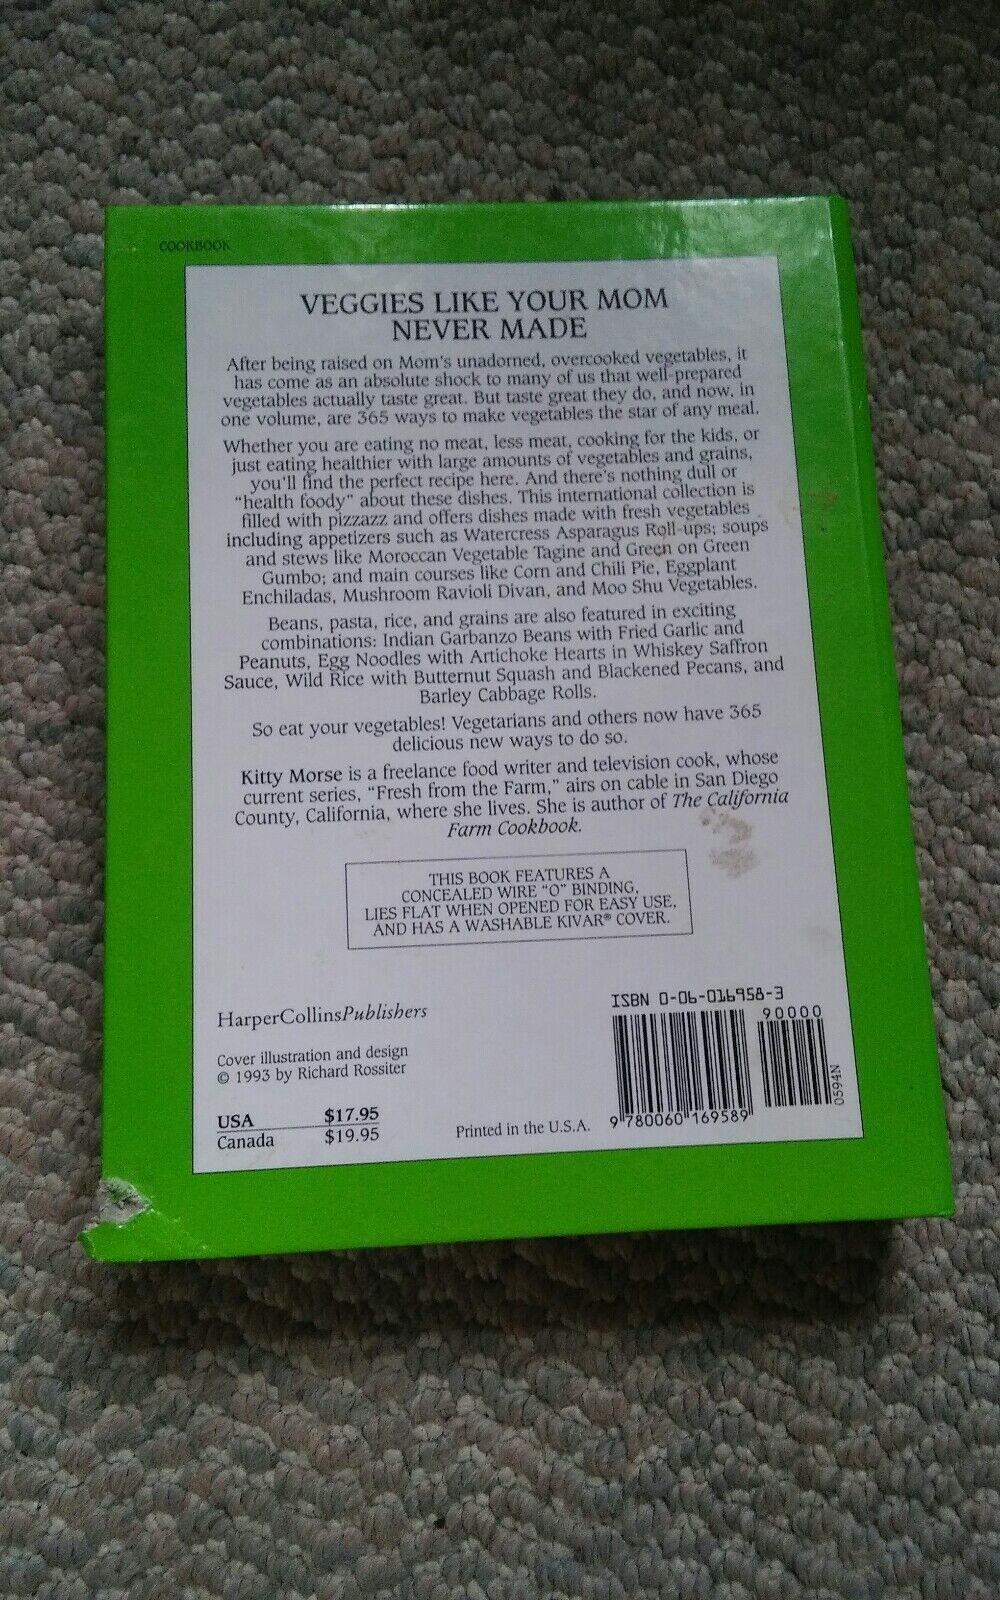 COOKBOOK
VEGGIES LIKE YOUR MOM
NEVER MADE
After being raised on Mom's unadorned, overcooked vegetables, it
has come as an absolute shock to many of us that well-prepared
vegetables actually taste great. But taste great they do, and now, in
one volume, are 365 ways to make vegetables the star of any meal.
Whether you are eating no meat, less meat, cooking for the kids, or
just eating healthier with large amounts of vegetables and grains,
you'll find the perfect recipe here. And there's nothing dull or
"health foody" about these dishes. This international collection is
filled with pizzazz and offers dishes made with fresh vegetables
including appetizers such as Watercress Asparagus Roll-ups; soups
and stews like Moroccan Vegetable Tagine and Green on Green
Gumbo; and main courses like Corn and Chili Pie, Eggplant
Enchiladas, Mushroom Ravioli Divan, and Moo Shu Vegetables.
Beans, pasta, rice, and grains are also featured in exciting
combinations: Indian Garbanzo Beans with Fried Garlic and
Peanuts, Egg Noodles with Artichoke Hearts in Whiskey Saffron
Sauce, Wild Rice with Butternut Squash and Blackened Pecans, and
Barley Cabbage Rolls.
So eat your vegetables! Vegetarians and others now have 365
delicious new ways to do so.
Kitty Morse is a freelance food writer and television cook, whose
current series, "Fresh from the Farm," airs on cable in San Diego
County, California, where she lives. She is author of The California
Farm Cookbook.
THIS BOOK FEATURES A
CONCEALED WIRE "O" BINDING,
LIES FLAT WHEN OPENED FOR EASY USE,
AND HAS A WASHABLE KIVAR® COVER.
HarperCollinsPublishers
Cover illustration and design
© 1993 by Richard Rossiter
USA $17.95
Canada $19.95
Printed in the U.S.A.
ISBN 0-06-016958-3
90000
9 780060 169589
0594N